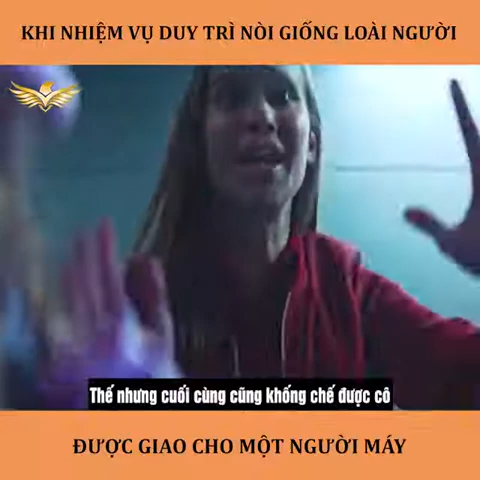 KHI NHIỆM VỤ DUY TRÌ NÒI GIỐNG LOÀI NGƯỜI
Thế nhưng cuối cùng cũng khống chế được cô
ĐƯỢC GIAO CHO MỘT NGƯỜI MÁY